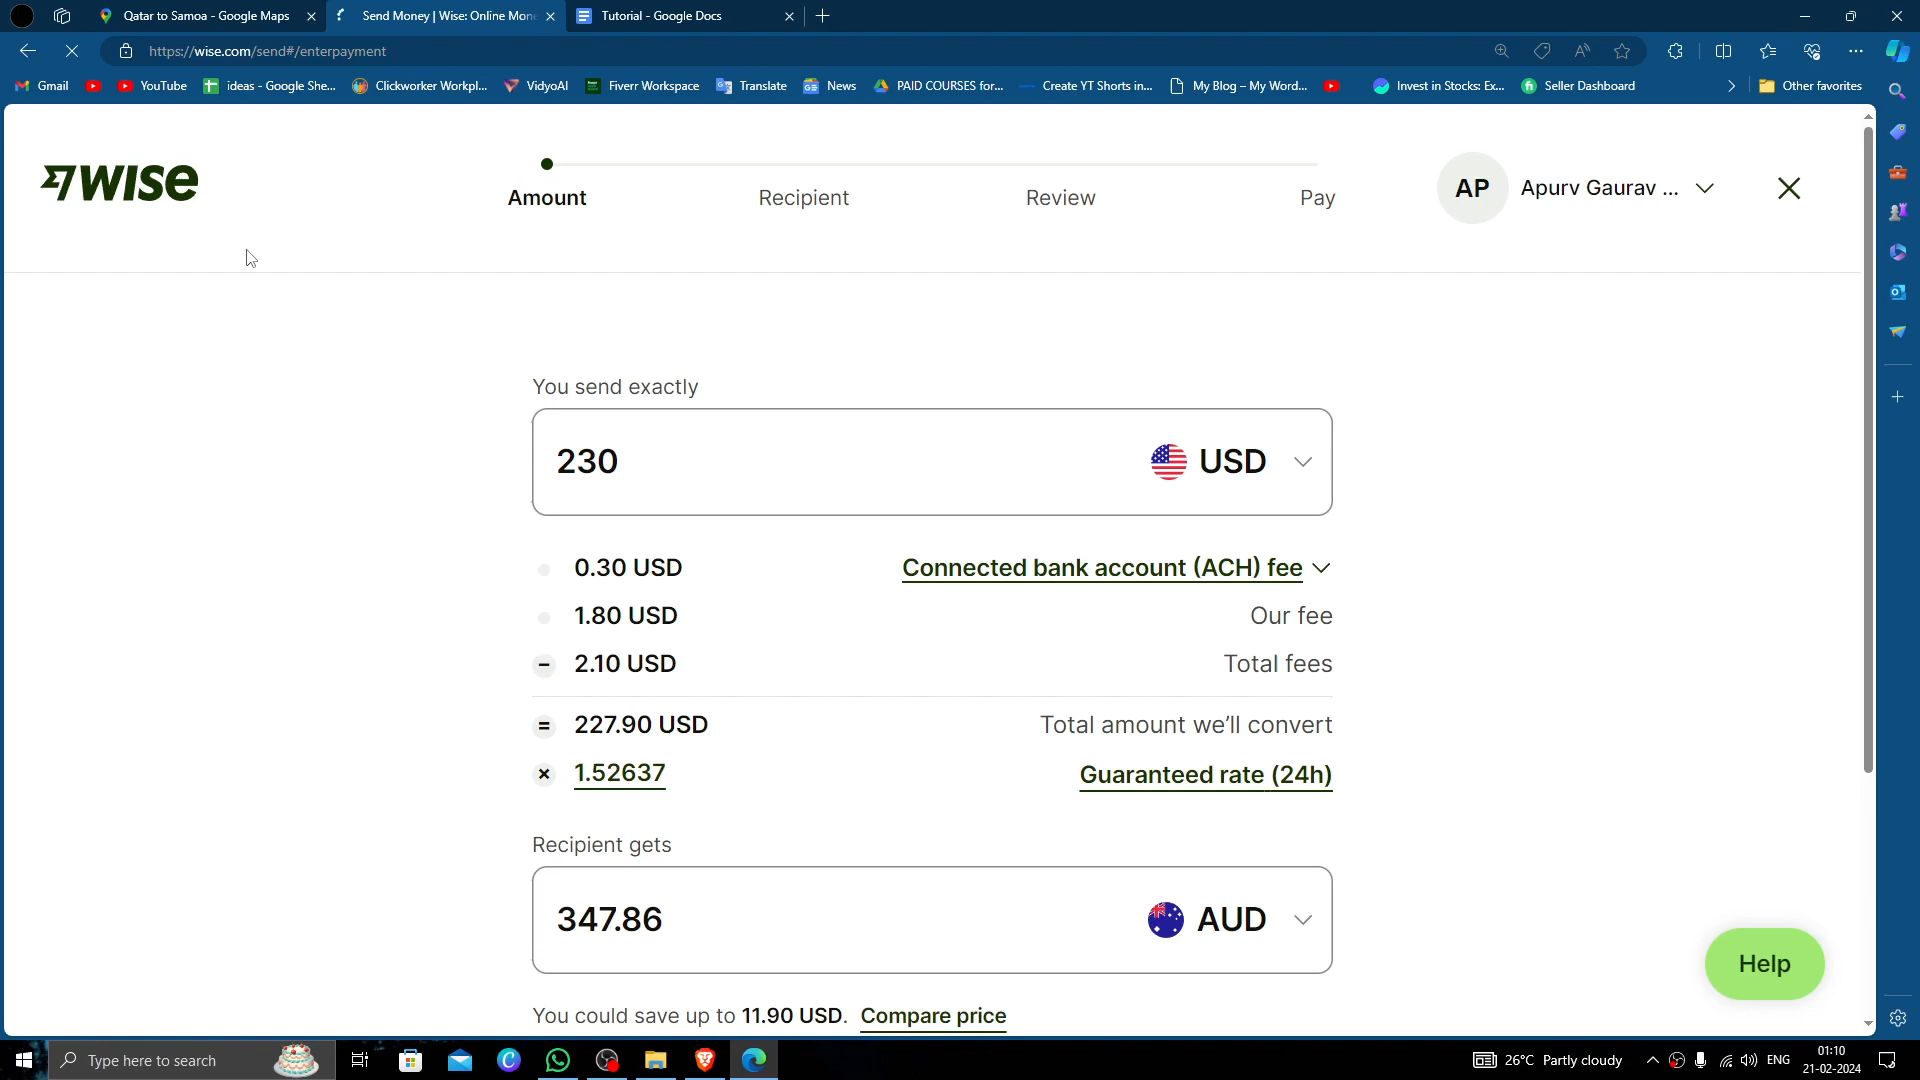 Qatar to Samoa - Google Maps
Send Money | Wise: Online Mon
Tutorial - Google Docs
https://wise.com/send#/enterpayment
Gmail
YouTube
ideas - Google She...
Clickworker Workpl...
VidyoAI
Fiverr Workspace
Translate
News
PAID COURSES for...
Create YT Shorts in...
My Blog – My Word...
Invest in Stocks: Ex...
Seller Dashboard
Other favorites
WISE
Amount
Recipient
Review
Pay
AP
Apurv Gaurav ...
You send exactly
230
USD
0.30 USD
Connected bank account (ACH) fee
1.80 USD
Our fee
− 2.10 USD
Total fees
= 227.90 USD
Total amount we'll convert
× 1.52637
Guaranteed rate (24h)
Recipient gets
347.86
AUD
You could save up to 11.90 USD. Compare price
Help
Type here to search
26°C Partly cloudy
ENG
01:10
21-02-2024